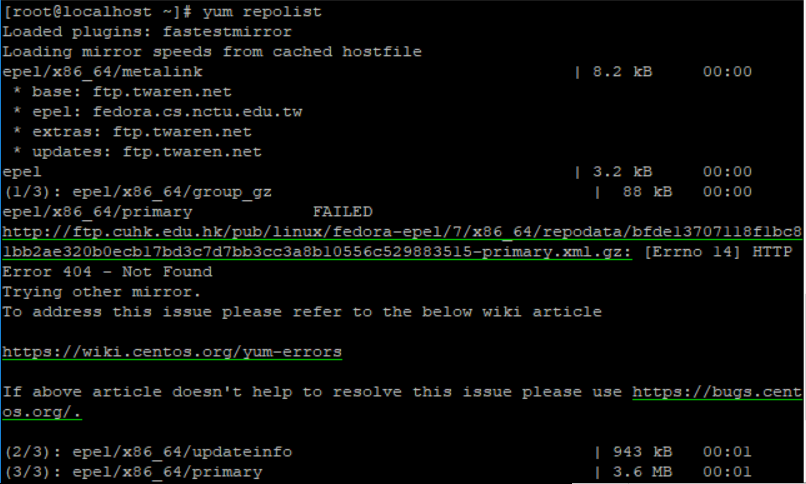 [root@localhost ~]# yum repolist
Loaded plugins: fastestmirror
Loading mirror speeds from cached hostfile
epel/x86_64/metalink | 8.2 kB 00:00
* base: ftp.twaren.net
* epel: fedora.cs.nctu.edu.tw
* extras: ftp.twaren.net
* updates: ftp.twaren.net
epel | 3.2 kB 00:00
(1/3): epel/x86_64/group_gz | 88 kB 00:00
epel/x86_64/primary FAILED
http://ftp.cuhk.edu.hk/pub/linux/fedora-epel/7/x86_64/repodata/bfde13707118f1bc8
1bb2ae320b0ecb17bd3c7d7bb3cc3a8b10556c529883515-primary.xml.gz: [Errno 14] HTTP
Error 404 - Not Found
Trying other mirror.
To address this issue please refer to the below wiki article
https://wiki.centos.org/yum-errors
If above article doesn't help to resolve this issue please use https://bugs.cent
os.org/.
(2/3): epel/x86_64/updateinfo | 943 kB 00:01
(3/3): epel/x86_64/primary | 3.6 MB 00:01